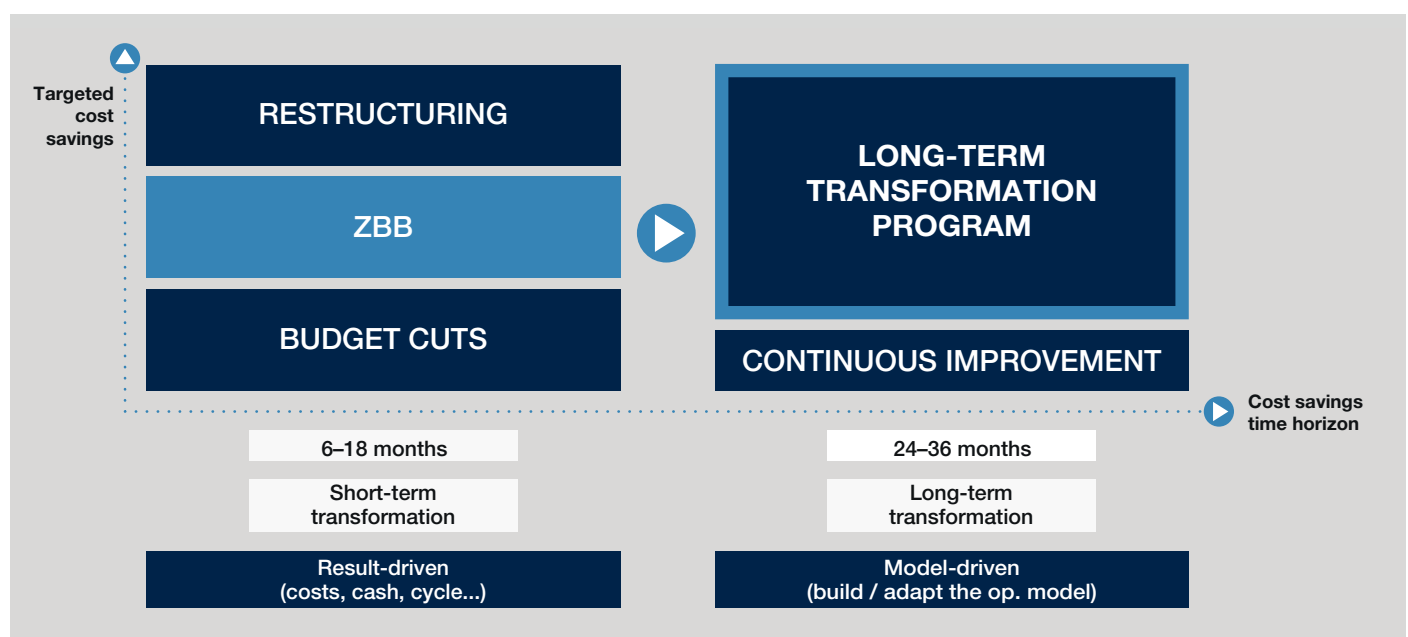 Targeted
cost
savings
RESTRUCTURING
ZBB
BUDGET CUTS
LONG-TERM
TRANSFORMATION
PROGRAM
CONTINUOUS IMPROVEMENT
Cost savings
time horizon
6–18 months
24–36 months
Short-term
transformation
Long-term
transformation
Result-driven
(costs, cash, cycle...)
Model-driven
(build / adapt the op. model)